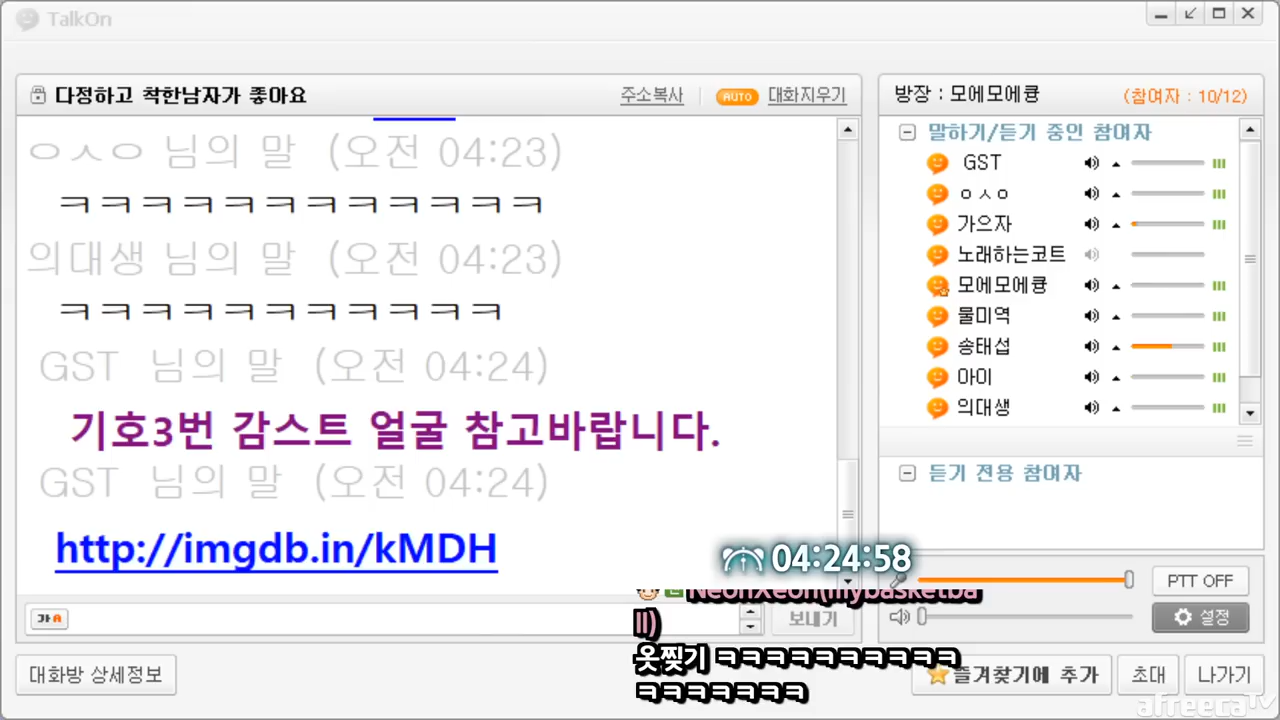 TalkOn
다정하고 착한남자가 좋아요
주소복사
AUTO 대화지우기
ㅇㅅㅇ 님의 말 (오전 04:23)
ㅋㅋㅋㅋㅋㅋㅋㅋㅋㅋㅋㅋ
의대생 님의 말 (오전 04:23)
ㅋㅋㅋㅋㅋㅋㅋㅋㅋㅋㅋ
GST 님의 말 (오전 04:24)
기호3번 감스트 얼굴 참고바랍니다.
GST 님의 말 (오전 04:24)
http://imgdb.in/kMDH
가A
보내기
대화방 상세정보
방장 : 모에모에큥
(참여자 : 10/12)
말하기/듣기 중인 참여자
GST
ㅇㅅㅇ
가으자
노래하는코트
모에모에큥
물미역
송태섭
아이
의대생
듣기 전용 참여자
04:24:58
PTT OFF
설정
NeonXeon(mybasketba
ll)
옷찢기 ㅋㅋㅋㅋㅋㅋㅋㅋㅋㅋ
ㅋㅋㅋㅋㅋㅋㅋ
즐겨찾기에 추가
초대
나가기
afreecaTV